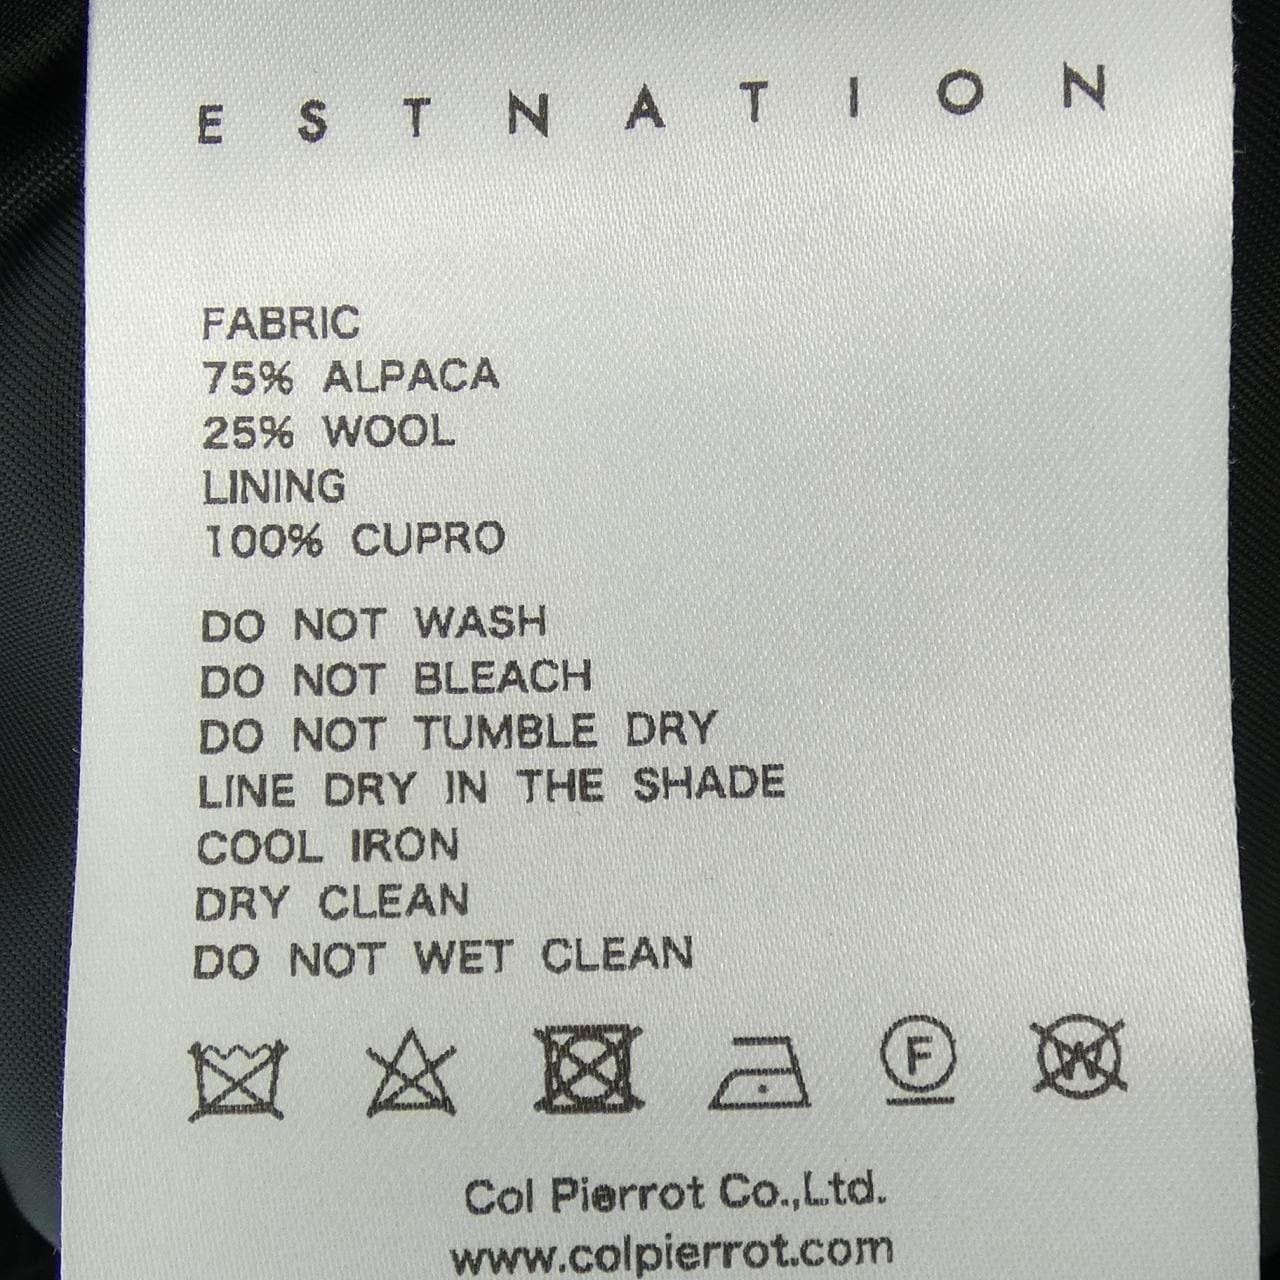 ESTNATION
FABRIC
75% ALPACA
25% WOOL
LINING
100% CUPRO
DO NOT WASH
DO NOT BLEACH
DO NOT TUMBLE DRY
LINE DRY IN THE SHADE
COOL IRON
DRY CLEAN
DO NOT WET CLEAN
F W
Col Pierrot Co.,Ltd.
www.colpierrot.com